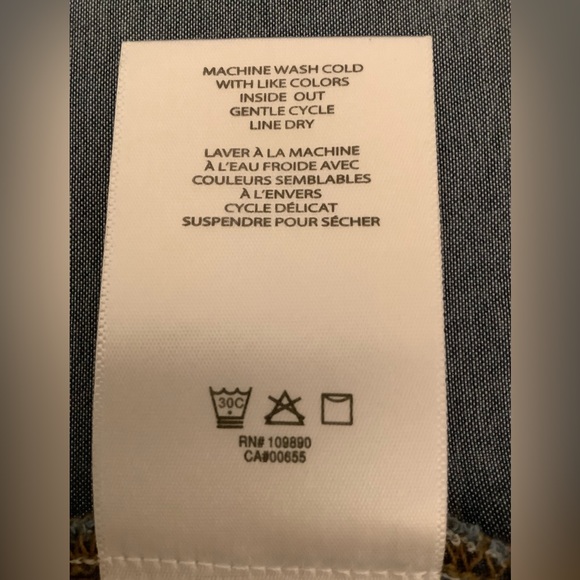 MACHINE WASH COLD
WITH LIKE COLORS
INSIDE OUT
GENTLE CYCLE
LINE DRY
LAVER À LA MACHINE
À L'EAU FROIDE AVEC
COULEURS SEMBLABLES
À L'ENVERS
CYCLE DÉLICAT
SUSPENDRE POUR SÉCHER
30C
RN# 109890
CA#00655